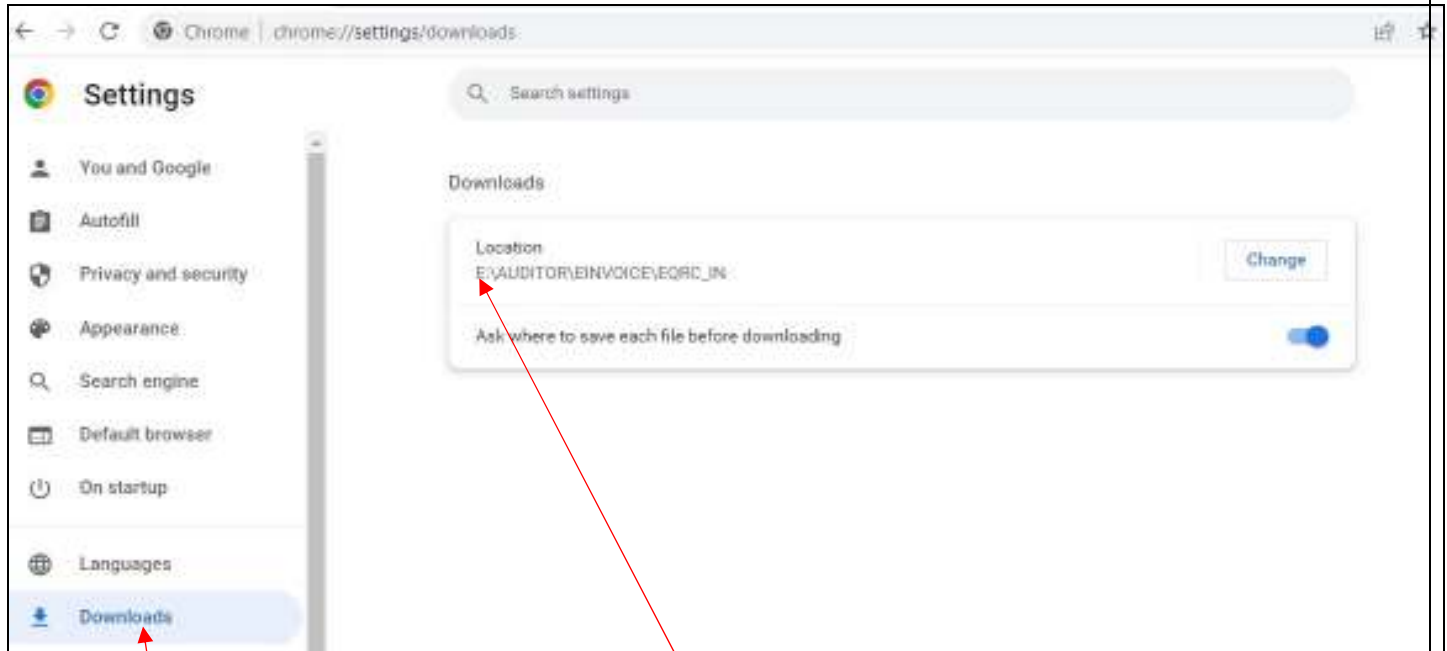 Chrome | chrome://settings/downloads
Settings
Search settings
You and Google
Autofill
Privacy and security
Appearance
Search engine
Default browser
On startup
Languages
Downloads
Downloads
Location
E:\AUDITOR\EINVOICE\EQRC_IN
Change
Ask where to save each file before downloading